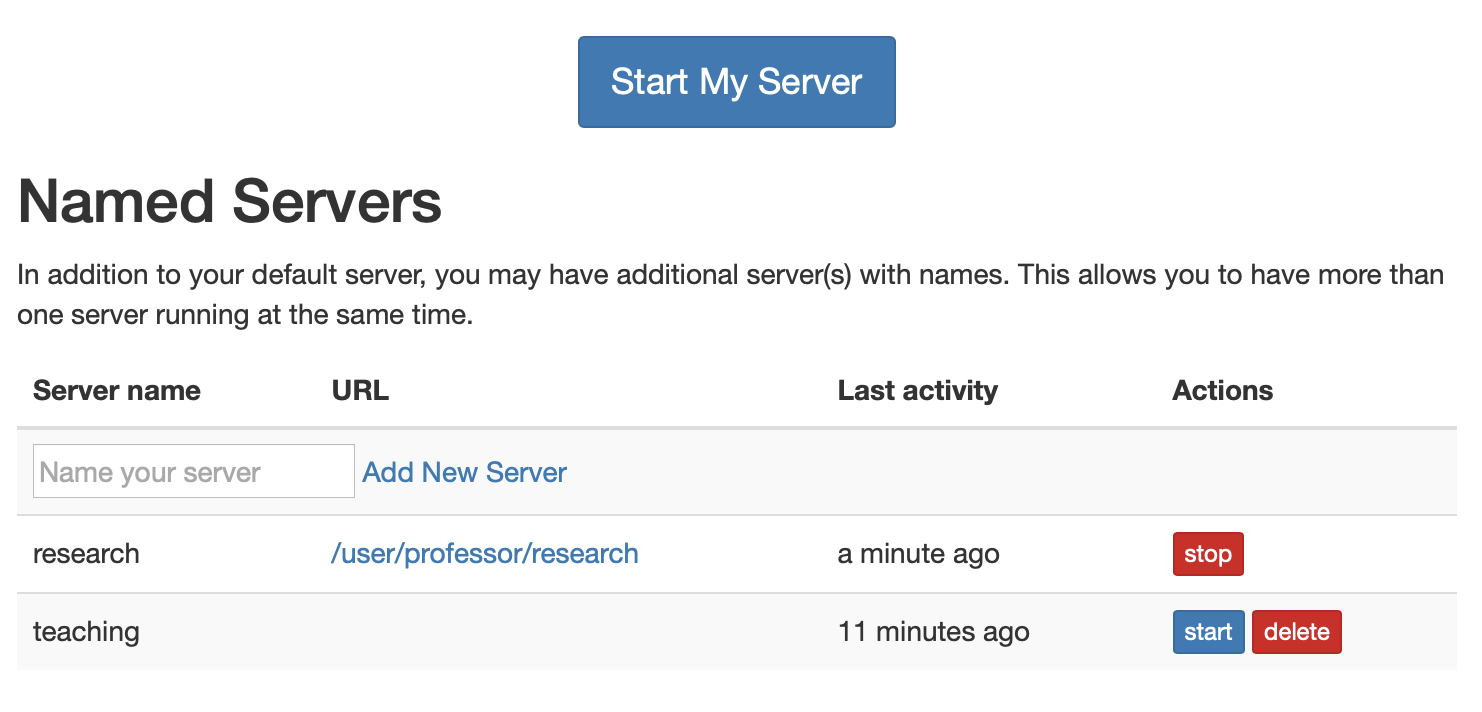 Start My Server
Named Servers
In addition to your default server, you may have additional server(s) with names. This allows you to have more than
one server running at the same time.
Server name URL Last activity Actions
Name your server Add New Server
research /user/professor/research a minute ago stop
teaching 11 minutes ago start delete